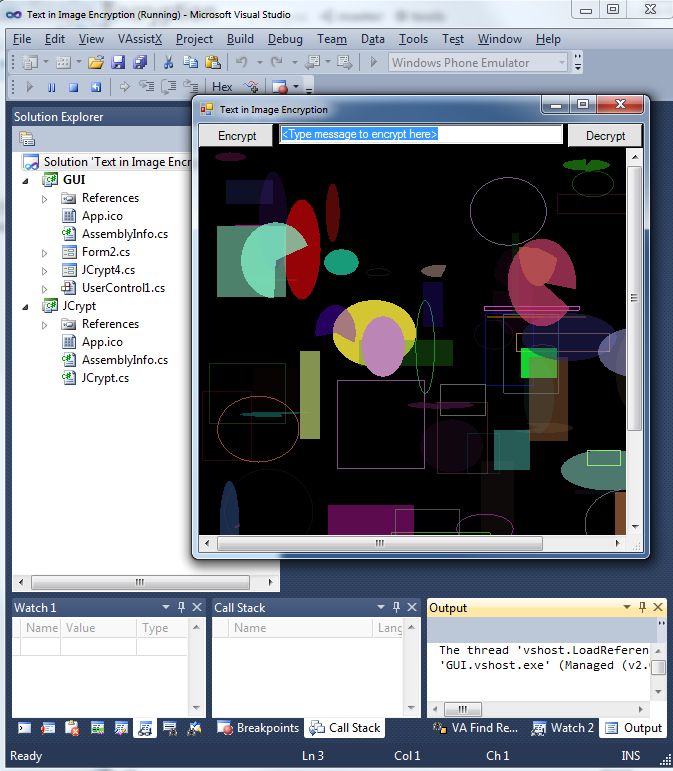 Text in Image Encryption (Running) - Microsoft Visual Studio
File Edit View VAssistX Project Build Debug Team Data Tools Test Window Help
Windows Phone Emulator
Hex
Solution Explorer
Solution 'Text in Image Encr
GUI
References
App.ico
AssemblyInfo.cs
Form2.cs
JCrypt4.cs
UserControl1.cs
JCrypt
References
App.ico
AssemblyInfo.cs
JCrypt.cs
Text in Image Encryption
Encrypt <Type message to encrypt here> Decrypt
Watch 1
Name Value Type
Call Stack
Name Lang
Output
The thread 'vshost.LoadReferen
'GUI.vshost.exe' (Managed (v2.
Breakpoints Call Stack
VA Find Re... Watch 2 Output
Ready Ln 3 Col 1 Ch 1 INS